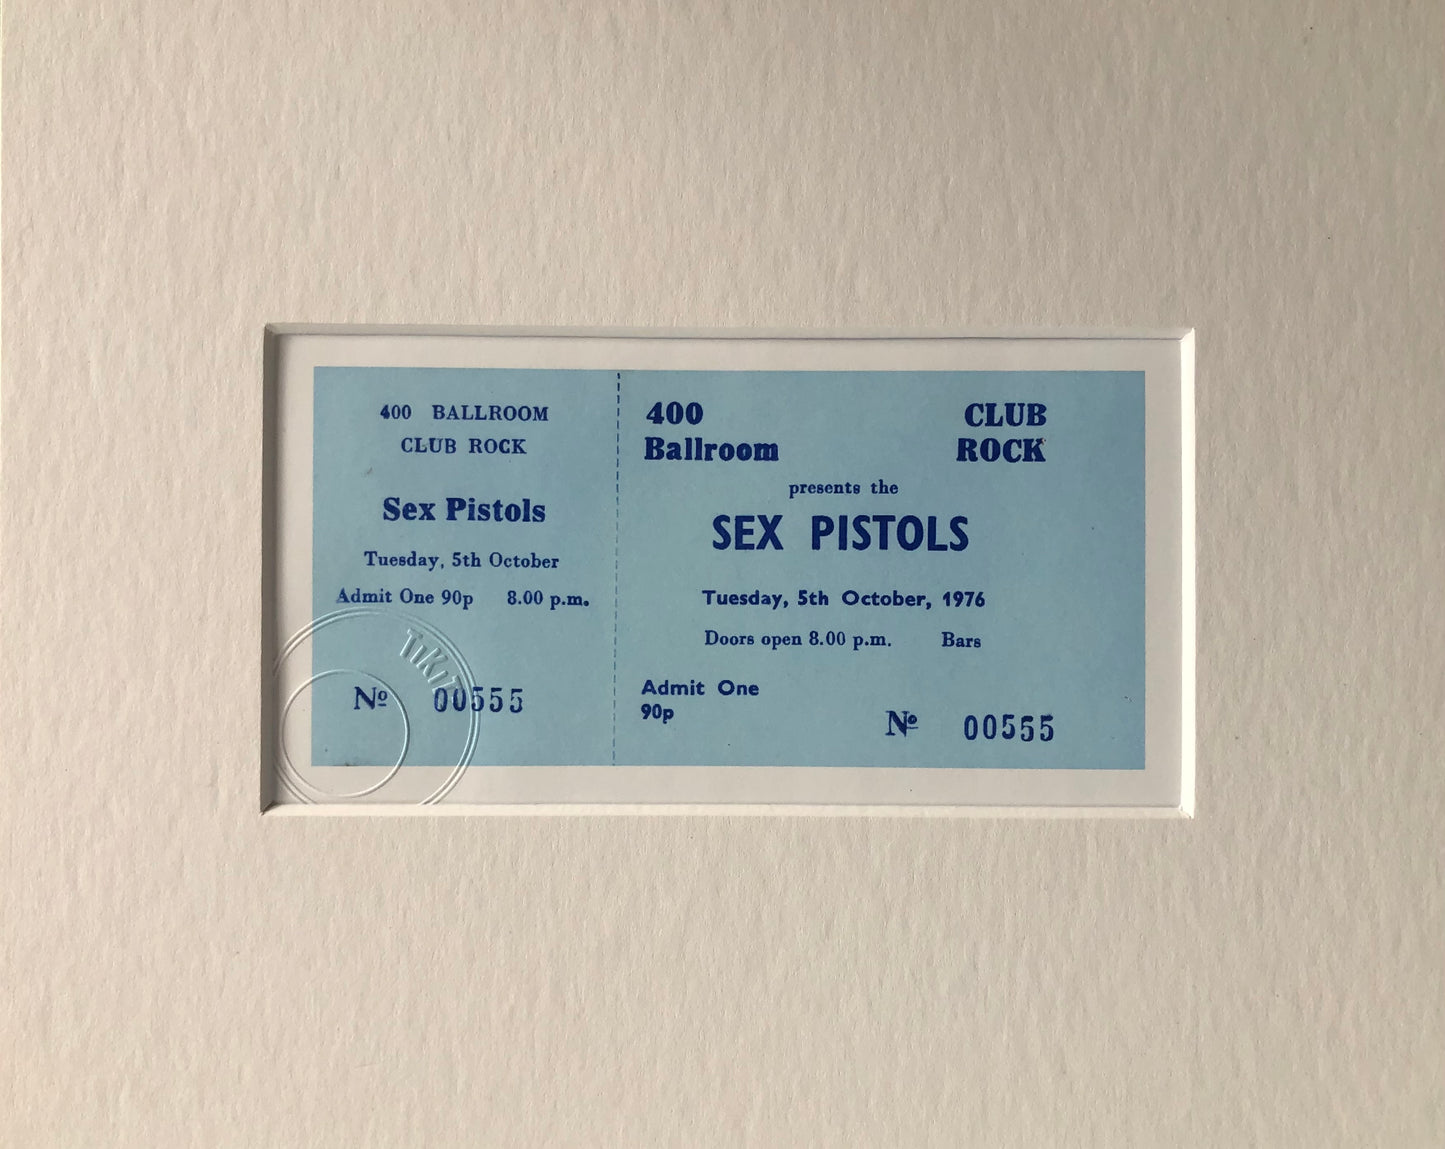 400 BALLROOM
CLUB ROCK
Sex Pistols
Tuesday, 5th October
Admit One 90p 8.00 p.m.
TiKiT
Nº 00555
400 CLUB
Ballroom ROCK
presents the
SEX PISTOLS
Tuesday, 5th October, 1976
Doors open 8.00 p.m. Bars
Admit One
90p
Nº 00555